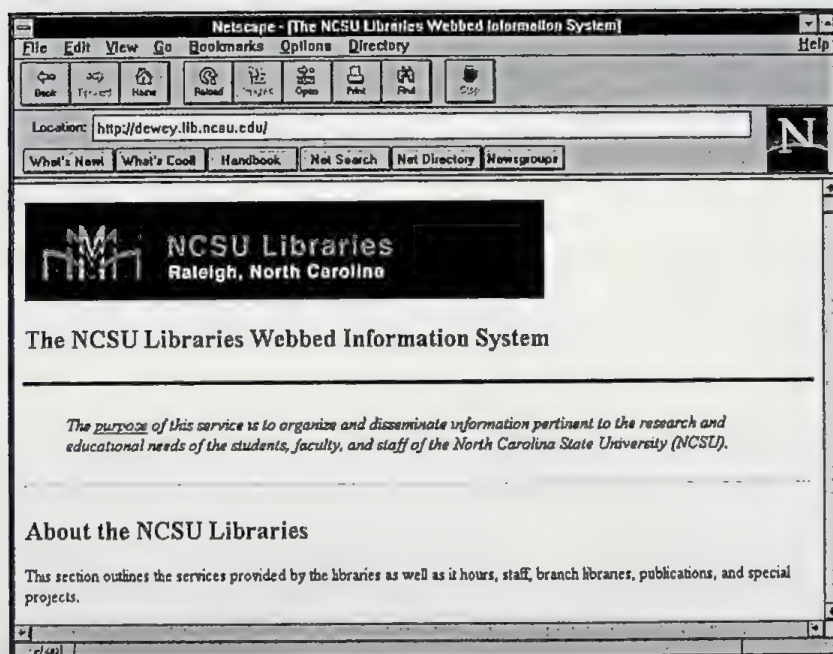 Netscape - [The NCSU Libraries Webbed Information System]
File Edit View Go Bookmarks Options Directory Help
Back Forward Home Reload Images Open Print Find Stop
Location: http://dewey.lib.ncsu.edu/
What's New! What's Cool! Handbook Net Search Net Directory Newsgroups
N
NCSU Libraries
Raleigh, North Carolina
The NCSU Libraries Webbed Information System
The purpose of this service is to organize and disseminate information pertinent to the research and
educational needs of the students, faculty, and staff of the North Carolina State University (NCSU).
About the NCSU Libraries
This section outlines the services provided by the libraries as well as it hours, staff, branch libraries, publications, and special
projects.